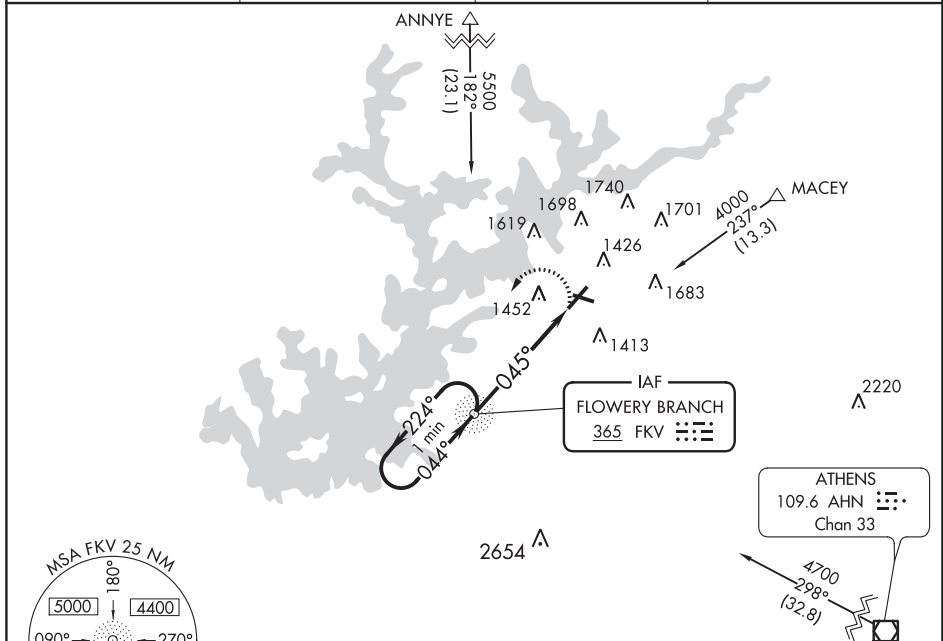 ANNYE
5500
182°
(23.1)
MACEY
4000
237°
(13.3)
1740
1698
1701
1619
1426
1683
1452
1413
045°
IAF
FLOWERY BRANCH
365 FKV
224°
1 min
044°
2220
ATHENS
109.6 AHN
Chan 33
2654
4700
298°
(32.8)
MSA FKV 25 NM
180°
5000
4400
090°
270°